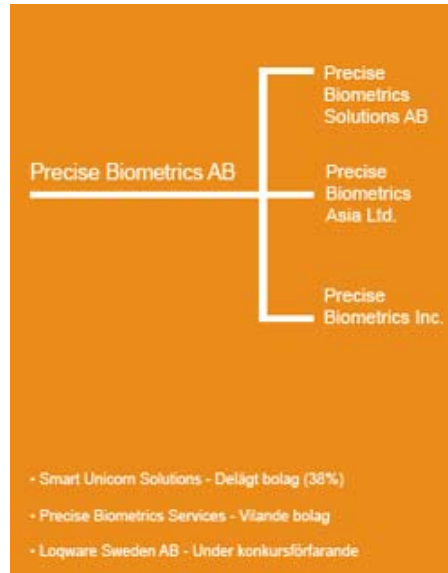 Precise Biometrics AB
Precise
Biometrics
Solutions AB
Precise
Biometrics
Asia Ltd.
Precise
Biometrics Inc.
• Smart Unicorn Solutions - Delägt bolag (38%)
• Precise Biometrics Services - Vilande bolag
• Loqware Sweden AB - Under konkursförfarande